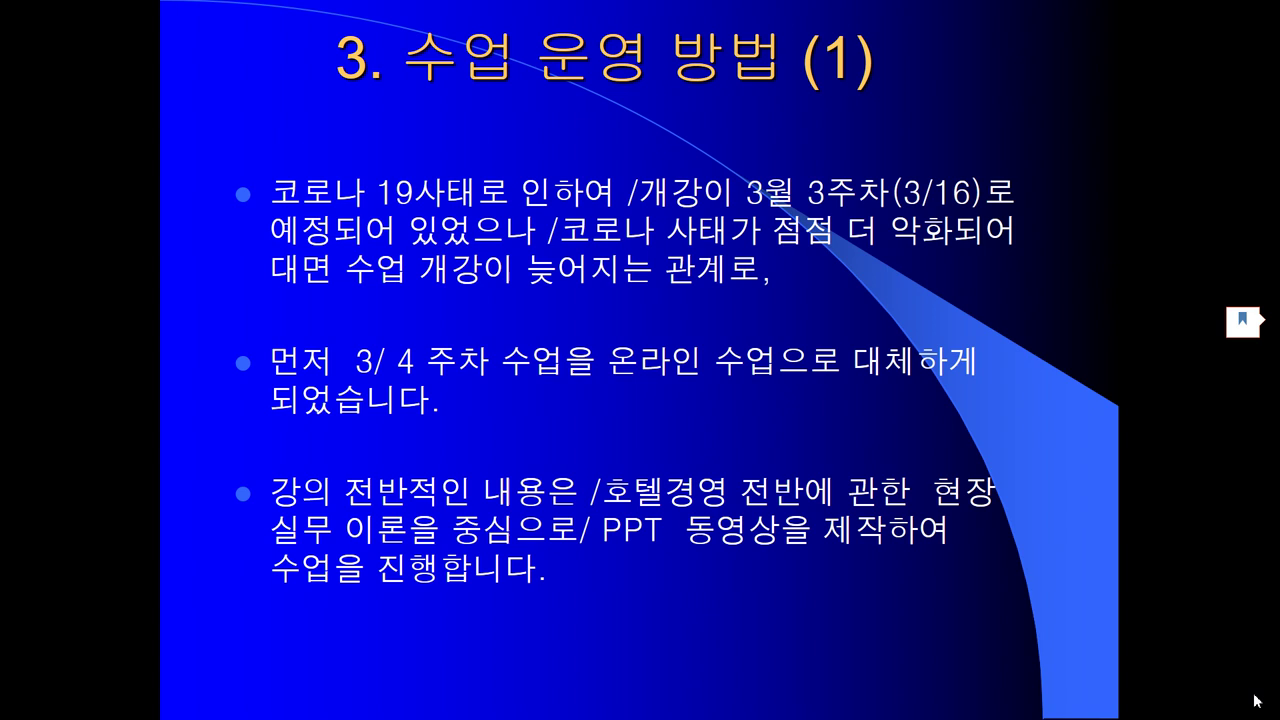 3. 수업 운영 방법 (1)
코로나 19사태로 인하여 /개강이 3월 3주차(3/16)로
예정되어 있었으나 /코로나 사태가 점점 더 악화되어
대면 수업 개강이 늦어지는 관계로,
먼저 3/ 4 주차 수업을 온라인 수업으로 대체하게
되었습니다.
강의 전반적인 내용은 /호텔경영 전반에 관한 현장
실무 이론을 중심으로/ PPT 동영상을 제작하여
수업을 진행합니다.